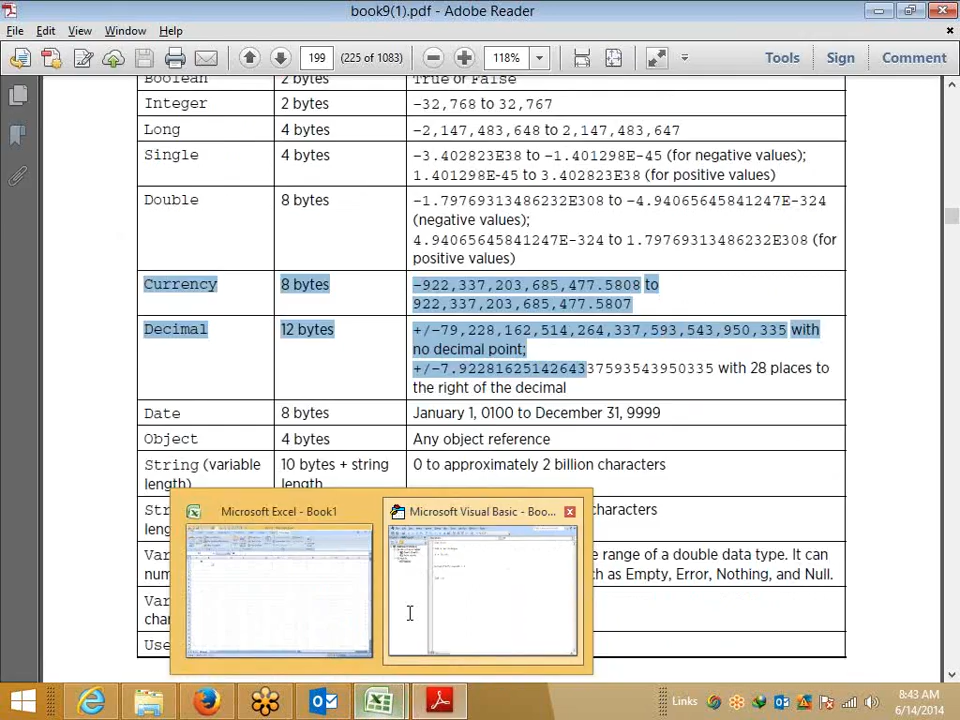 book9(1).pdf - Adobe Reader
File Edit View Window Help
199 (225 of 1083) 118% Tools Sign Comment
Boolean 2 bytes True or False
Integer 2 bytes -32,768 to 32,767
Long 4 bytes -2,147,483,648 to 2,147,483,647
Single 4 bytes -3.402823E38 to -1.401298E-45 (for negative values);
1.401298E-45 to 3.402823E38 (for positive values)
Double 8 bytes -1.79769313486232E308 to -4.94065645841247E-324
(negative values);
4.94065645841247E-324 to 1.79769313486232E308 (for
positive values)
Currency 8 bytes -922,337,203,685,477.5808 to
922,337,203,685,477.5807
Decimal 12 bytes +/-79,228,162,514,264,337,593,543,950,335 with
no decimal point;
+/-7.9228162514264337593543950335 with 28 places to
the right of the decimal
Date 8 bytes January 1, 0100 to December 31, 9999
Object 4 bytes Any object reference
String (variable 10 bytes + string 0 to approximately 2 billion characters
length) length
characters
Microsoft Excel - Book1 Microsoft Visual Basic - Boo...
range of a double data type. It can
as Empty, Error, Nothing, and Null.
Links 8:43 AM
6/14/2014